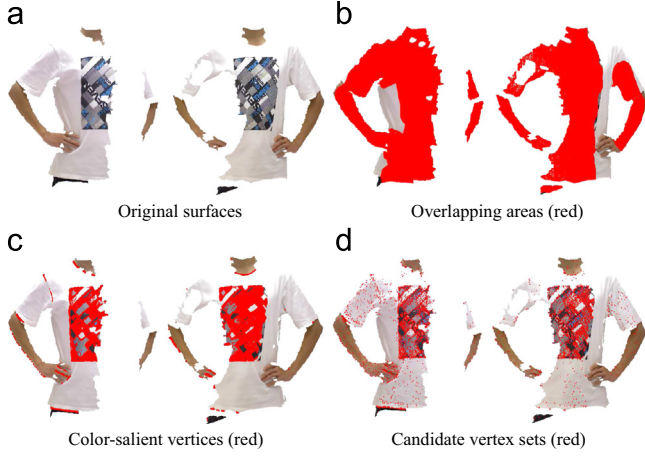 a
b
Original surfaces
Overlapping areas (red)
c
d
Color-salient vertices (red)
Candidate vertex sets (red)